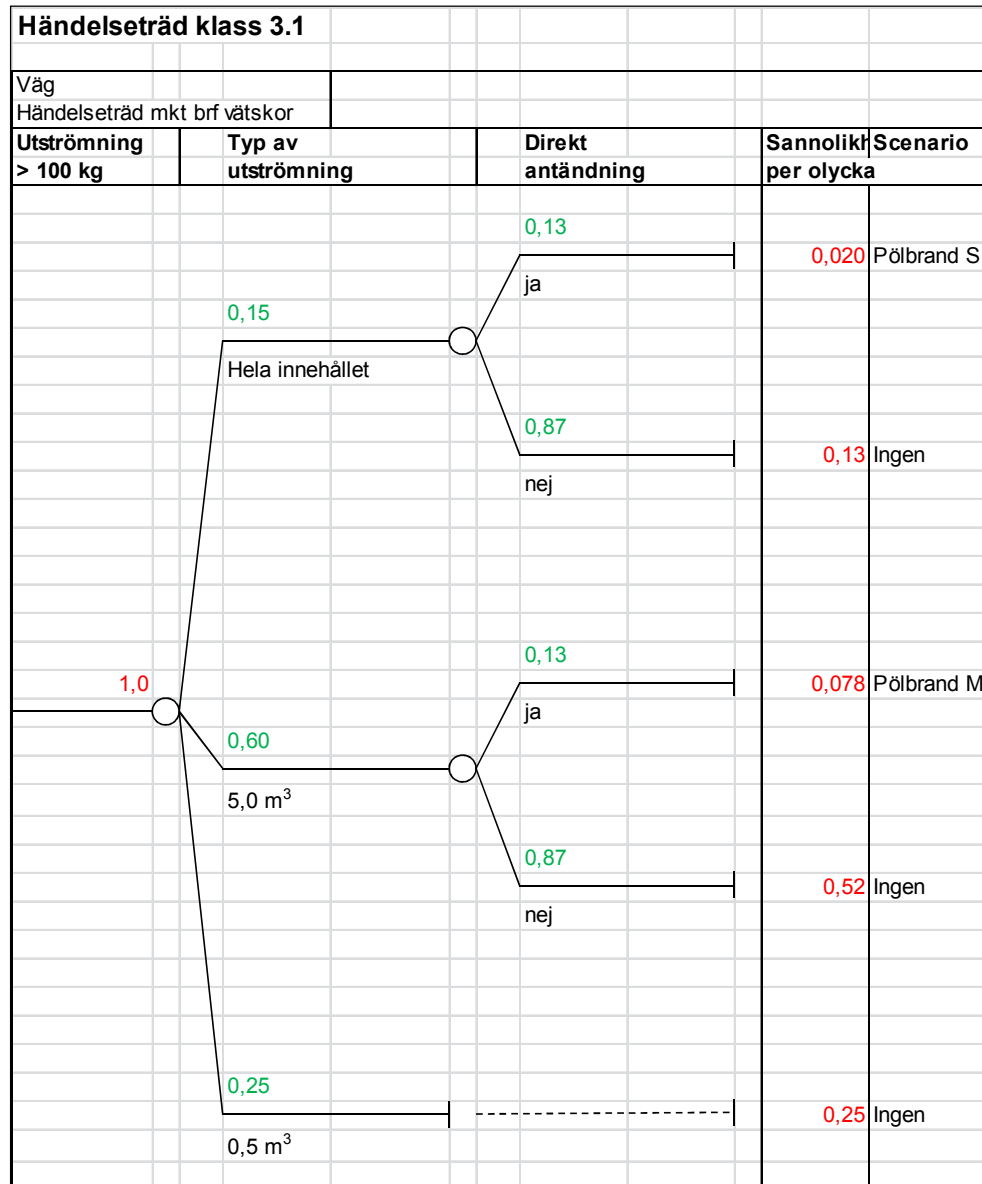 Händelseträd klass 3.1
Väg
Händelseträd mkt brf vätskor
Utströmning Typ av Direkt Sannolikh Scenario
> 100 kg utströmning antändning per olycka
0,13
0,020 Pölbrand S
ja
0,15
Hela innehållet
0,87
0,13 Ingen
nej
0,13
1,0 0,078 Pölbrand M
ja
0,60
5,0 m³
0,87
0,52 Ingen
nej
0,25
0,25 Ingen
0,5 m³